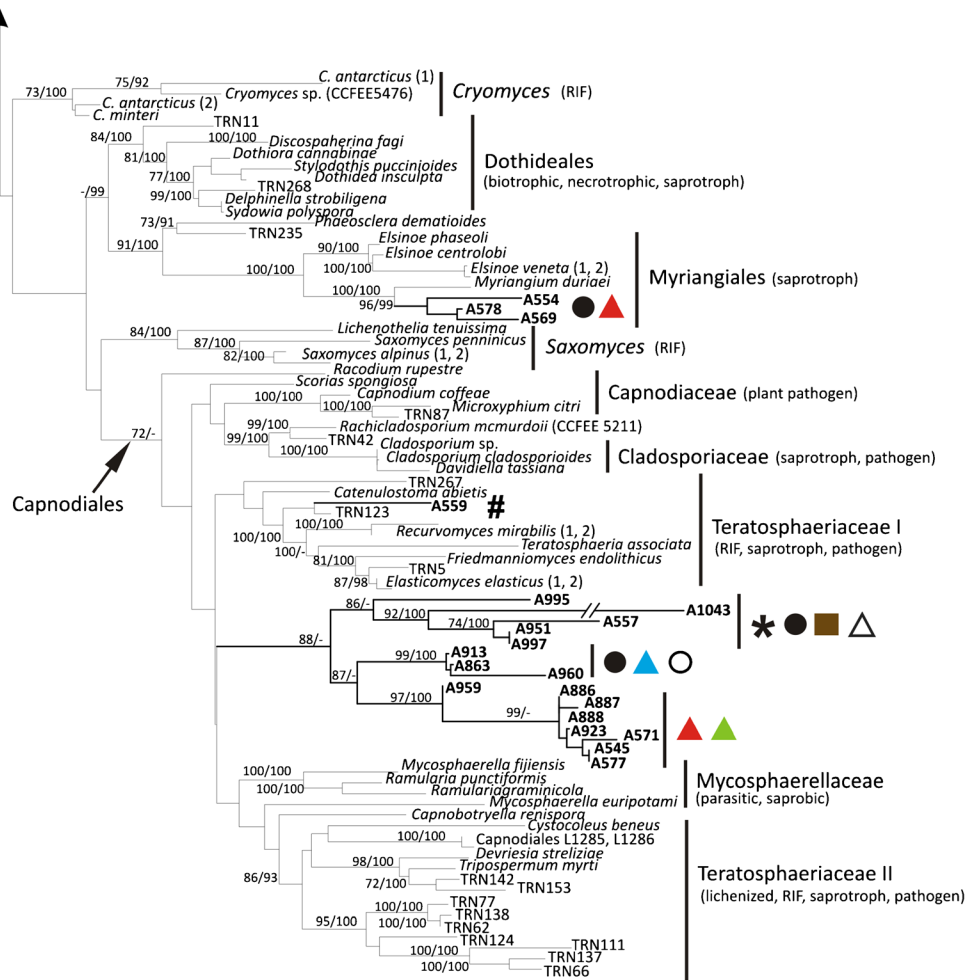 75/92
C. antarcticus (1)
73/100
Cryomyces sp. (CCFEE5476)
Cryomyces (RIF)
C. antarcticus (2)
C. minteri
TRN11
84/100
100/100
Discospaherina fagi
81/100
Dothiora cannabinae
Dothideales
Stylodothis puccinioides
77/100
Dothidea insculpta
(biotrophic, necrotrophic, saprotroph)
TRN268
-/99
99/100
Delphinella strobiligena
Sydowia polyspora
73/91
Phaeosclera dematioides
TRN235
91/100
Elsinoe phaseoli
90/100
Elsinoe centrolobi
100/100
100/100
Elsinoe veneta (1, 2)
Myriangiales (saprotroph)
Myriangium duriaei
100/100
96/99
A554
A578
A569
84/100
Lichenothelia tenuissima
87/100
Saxomyces penninicus
Saxomyces (RIF)
82/100
Saxomyces alpinus (1, 2)
Racodium rupestre
Scorias spongiosa
100/100
Capnodium coffeae
Capnodiaceae (plant pathogen)
100/100
Microxyphium citri
TRN87
99/100
Rachicladosporium mcmurdoii (CCFEE 5211)
72/-
99/100
TRN42
Cladosporium sp.
100/100
Cladosporium cladosporioides
Cladosporiaceae (saprotroph, pathogen)
Davidiella tassiana
TRN267
Catenulostoma abietis
Capnodiales
A559
#
TRN123
100/100
Recurvomyces mirabilis (1, 2)
Teratosphaeriaceae I
100/100
100/-
Teratosphaeria associata
(RIF, saprotroph, pathogen)
81/100
Friedmanniomyces endolithicus
TRN5
87/98
Elasticomyces elasticus (1, 2)
86/-
A995
92/100
A1043
74/100
A557
*
88/-
A951
A997
99/100
A913
A863
87/-
A960
A959
A886
97/100
A887
99/-
A888
A923
A571
A545
A577
Mycosphaerella fijiensis
100/100
Ramularia punctiformis
Mycosphaerellaceae
100/100
Ramulariagraminicola
(parasitic, saprobic)
Mycosphaerella euripotami
Capnobotryella renispora
Cystocoleus beneus
100/100
Capnodiales L1285, L1286
Devriesia streliziae
98/100
Tripospermum myrti
Teratosphaeriaceae II
86/93
72/100
TRN142
TRN153
(lichenized, RIF, saprotroph, pathogen)
100/100
TRN77
TRN138
95/100
100/100
TRN62
TRN124
100/100
TRN111
TRN137
100/100
TRN66